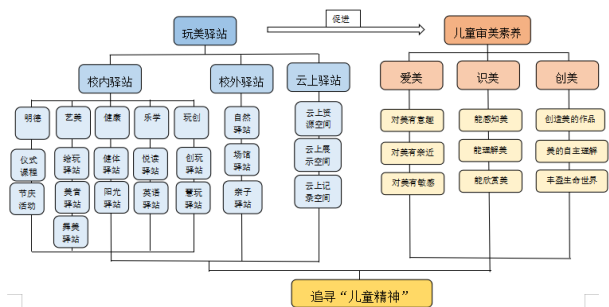 玩美驿站
促进
儿童审美素养
校内驿站
校外驿站
云上驿站
爱美
识美
创美
明德
艺美
健康
乐学
玩创
自然
驿站
云上资
源空间
对美有意趣
能感知美
创造美的作品
仪式
课程
绘玩
驿站
健体
驿站
悦读
驿站
创玩
驿站
场馆
驿站
云上展
示空间
对美有亲近
能理解美
美的自主理解
节庆
活动
美音
驿站
阳光
驿站
英语
驿站
慧玩
驿站
亲子
驿站
云上记
录空间
对美有敏感
能欣赏美
丰盈生命世界
舞美
驿站
追寻“儿童精神”